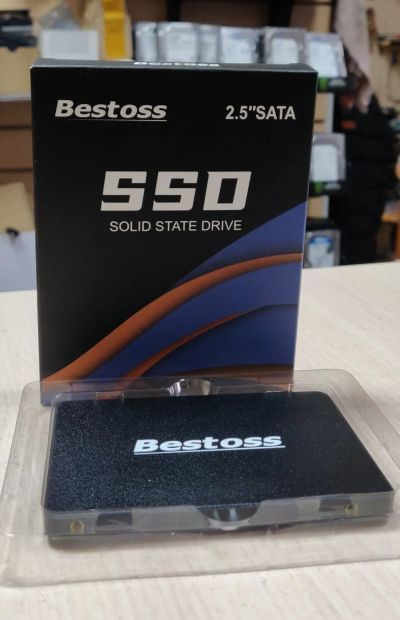 Bestoss
2.5"SATA
SSD
SOLID STATE DRIVE
Bestoss